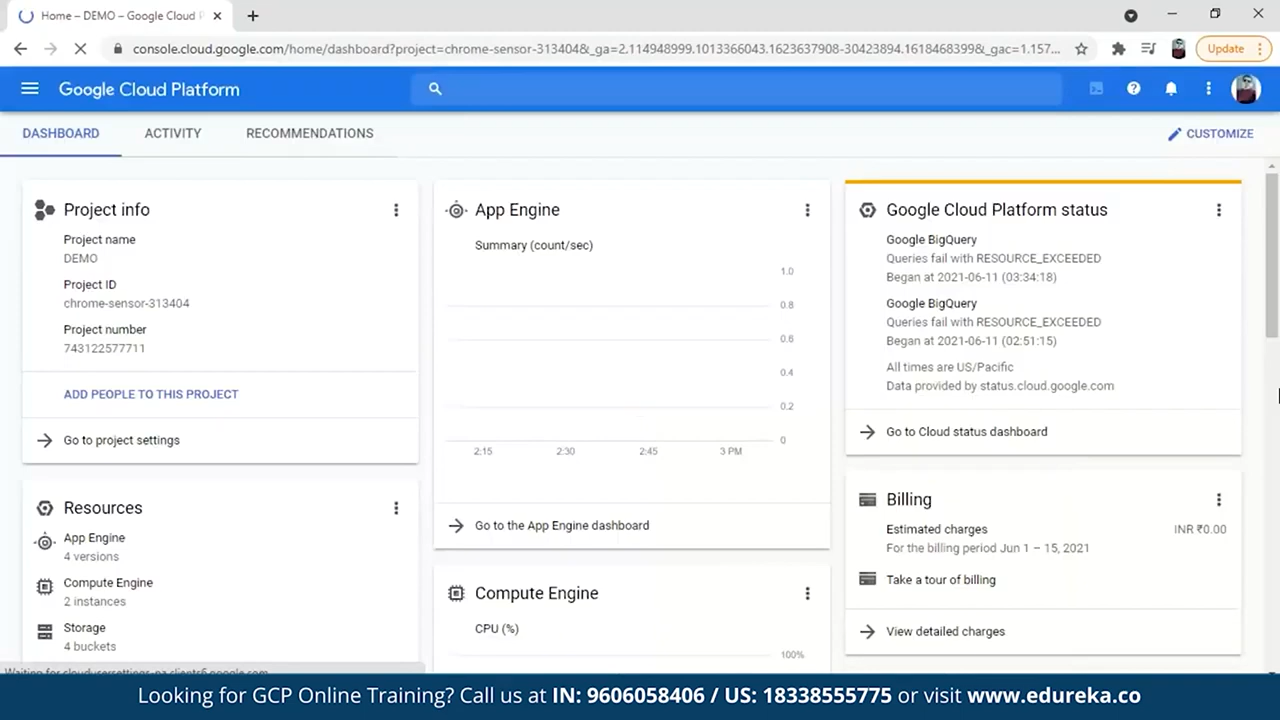 Home – DEMO – Google Cloud P
console.cloud.google.com/home/dashboard?project=chrome-sensor-313404&_ga=2.114948999.1013366043.1623637908-30423894.1618468399&_gac=1.157...
Update
Google Cloud Platform
DASHBOARD
ACTIVITY
RECOMMENDATIONS
CUSTOMIZE
Project info
Project name
DEMO
Project ID
chrome-sensor-313404
Project number
743122577711
ADD PEOPLE TO THIS PROJECT
Go to project settings
Resources
App Engine
4 versions
Compute Engine
2 instances
Storage
4 buckets
App Engine
Summary (count/sec)
1.0
0.8
0.6
0.4
0.2
0
2:15 2:30 2:45 3 PM
Go to the App Engine dashboard
Compute Engine
CPU (%)
100%
Google Cloud Platform status
Google BigQuery
Queries fail with RESOURCE_EXCEEDED
Began at 2021-06-11 (03:34:18)
Google BigQuery
Queries fail with RESOURCE_EXCEEDED
Began at 2021-06-11 (02:51:15)
All times are US/Pacific
Data provided by status.cloud.google.com
Go to Cloud status dashboard
Billing
Estimated charges INR ₹0.00
For the billing period Jun 1 – 15, 2021
Take a tour of billing
View detailed charges
Looking for GCP Online Training? Call us at IN: 9606058406 / US: 18338555775 or visit www.edureka.co